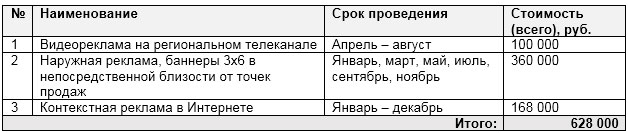 № Наименование Срок проведения Стоимость (всего), руб.
1 Видеореклама на региональном телеканале Апрель – август 100 000
2 Наружная реклама, баннеры 3х6 в непосредственной близости от точек продаж Январь, март, май, июль, сентябрь, ноябрь 360 000
3 Контекстная реклама в Интернете Январь – декабрь 168 000
Итого: 628 000